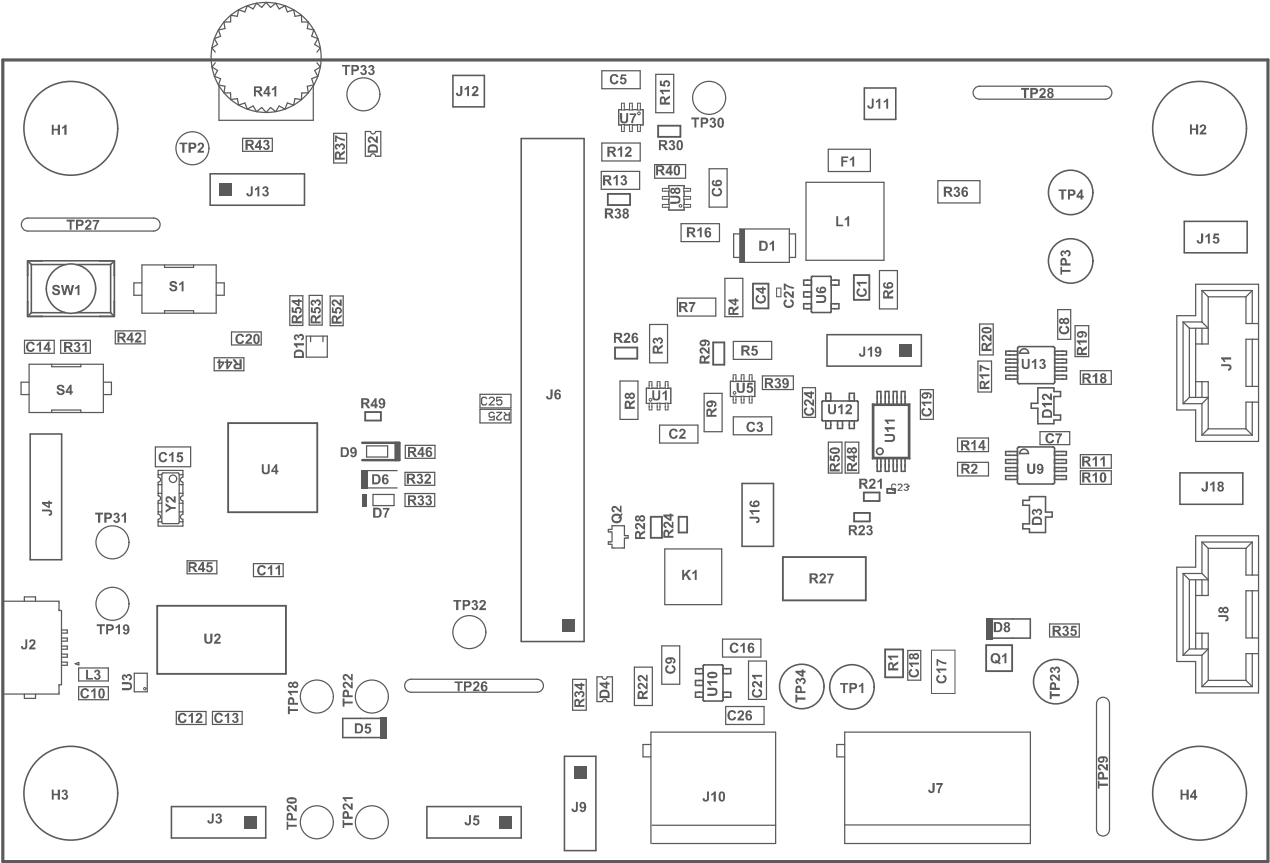 TP33
C5
R15
J12
R41
TP28
U7
J11
TP30
H1
H2
R30
TP2
R43
R37
D2
R12
F1
R40
R13
C6
U8
R38
J13
R36
TP4
TP27
L1
R16
D1
J15
TP3
SW1
S1
R54
R53
R52
R7
R4
C4
C27
U6
C1
R6
C14
R31
R42
C20
R44
D13
R26
R3
R29
R5
J19
R20
C8
R19
U13
R17
R18
J1
S4
R49
C25
R25
J6
R8
U1
R9
U5
R39
C24
U12
C19
D12
C2
C3
U11
C7
J4
C15
Y2
U4
D9
R46
D6
R32
D7
R33
R50
R48
R14
R2
U9
R11
R10
J18
R21
C23
R23
D3
J16
Q2
R28
R24
TP31
R45
C11
K1
R27
TP19
TP32
J8
J2
U2
D8
R35
Q1
L3
C10
U3
C16
C9
R1
C18
C17
TP18
TP22
TP26
R34
D4
R22
U10
C21
TP34
TP1
TP23
C12
C13
D5
C26
TP29
H3
J10
J7
H4
J3
TP20
TP21
J5
J9